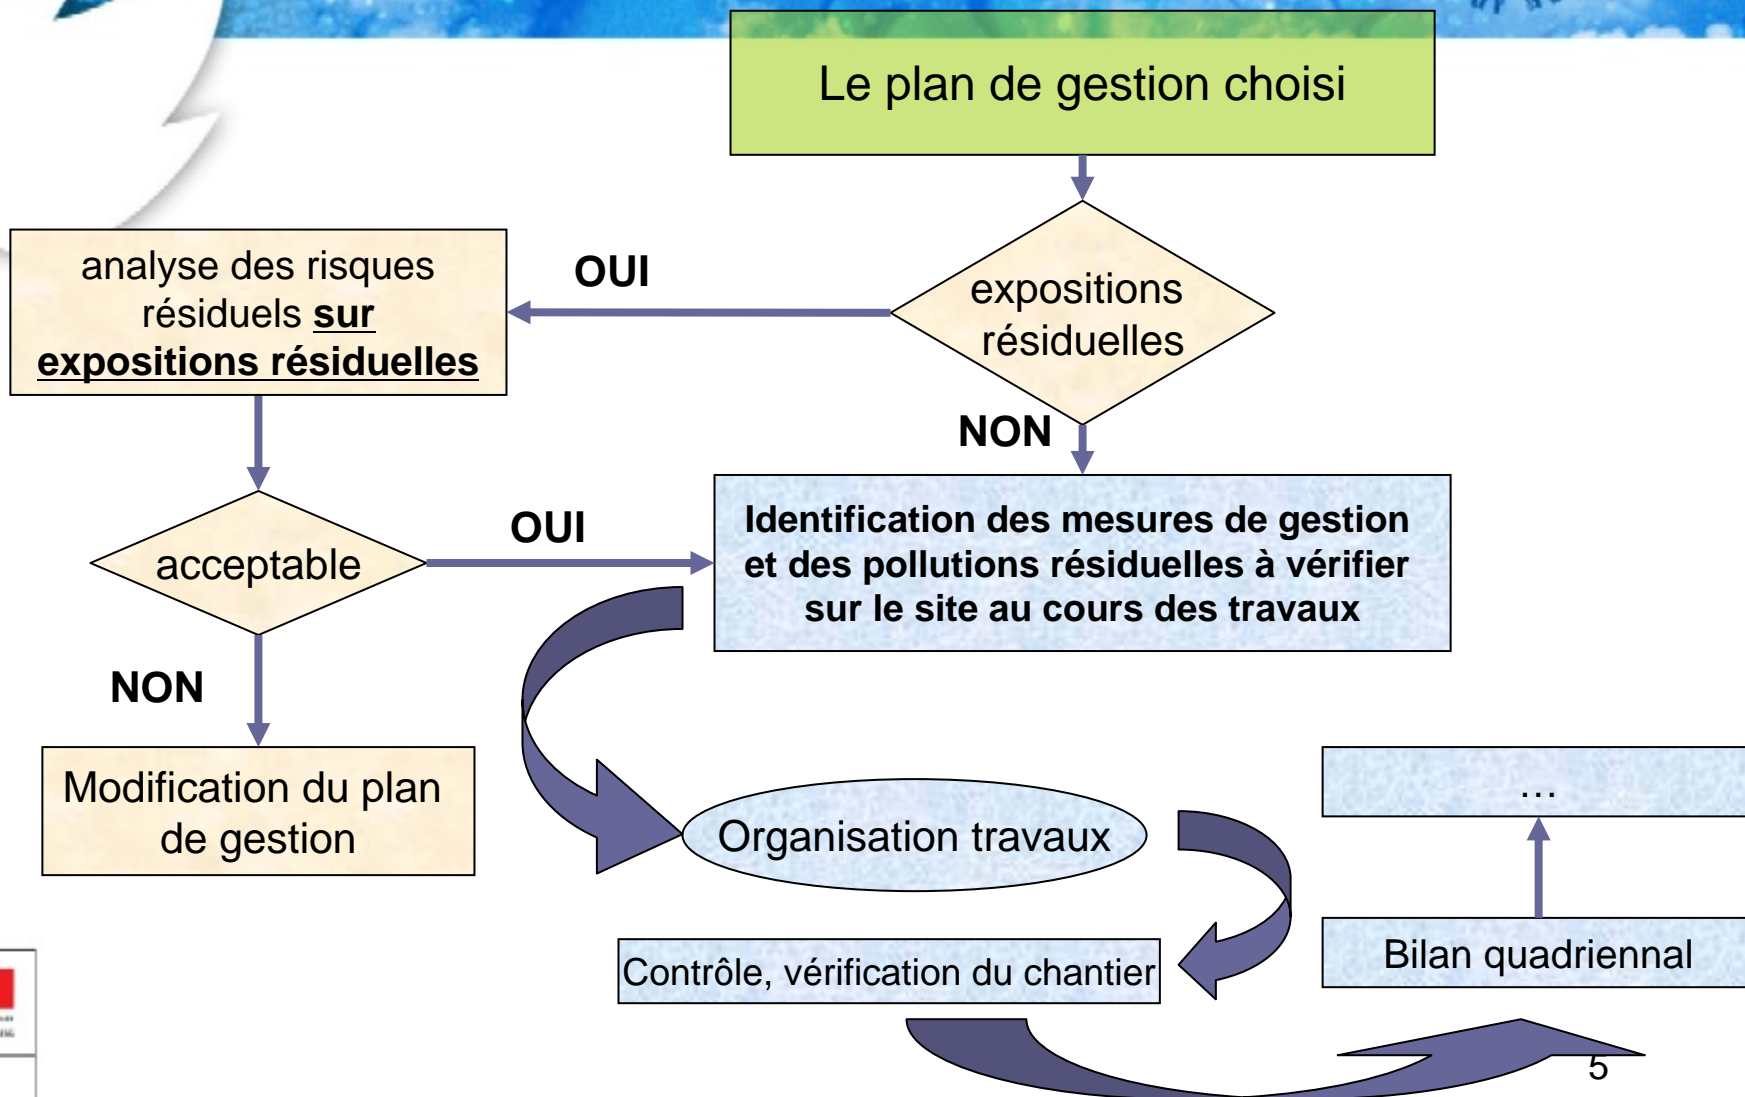 Le plan de gestion choisi
analyse des risques
résiduels sur
expositions résiduelles
OUI
expositions
résiduelles
NON
acceptable
OUI
Identification des mesures de gestion
et des pollutions résiduelles à vérifier
sur le site au cours des travaux
NON
Modification du plan
de gestion
Organisation travaux
...
Contrôle, vérification du chantier
Bilan quadriennal
5